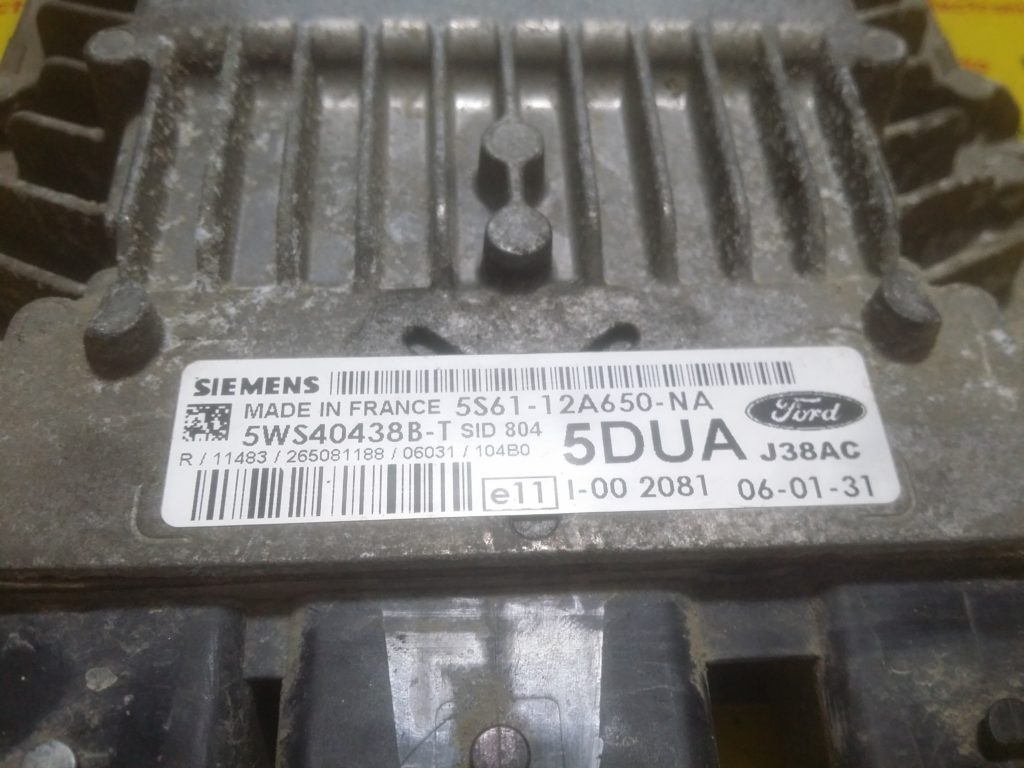 SIEMENS
MADE IN FRANCE 5S61-12A650-NA
Ford
5WS40438B-T SID 804
5DUA J38AC
R / 11483 / 265081188 / 06031 / 104B0
e11 I-00 2081 06-01-31